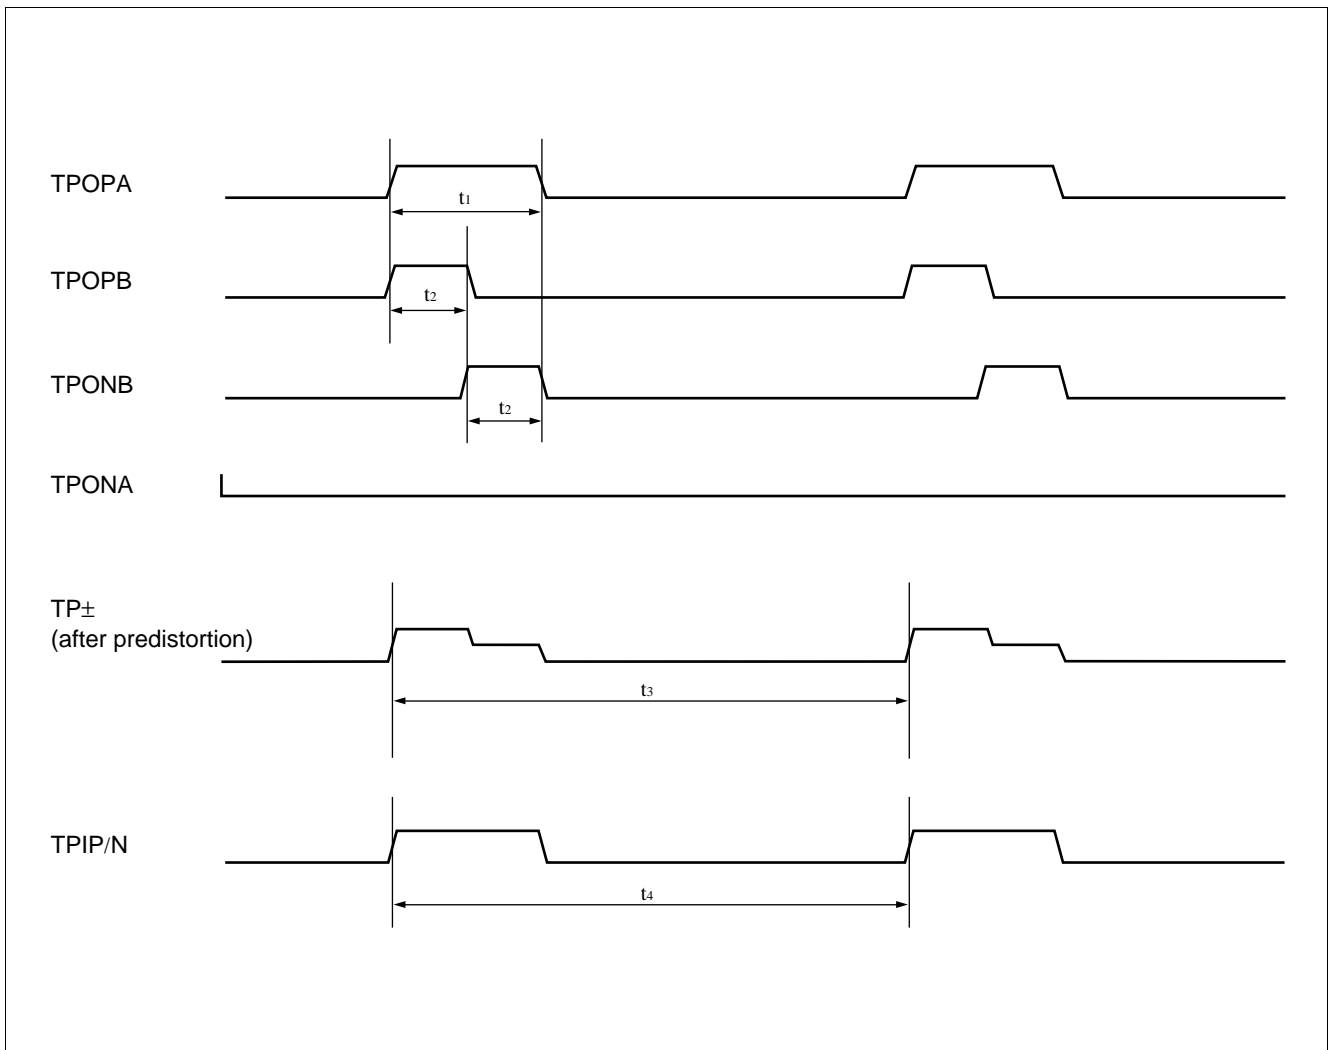 TPOPA
t1
TPOPB
t2
TPONB
t2
TPONA
TP±
(after predistortion)
t3
TPIP/N
t4